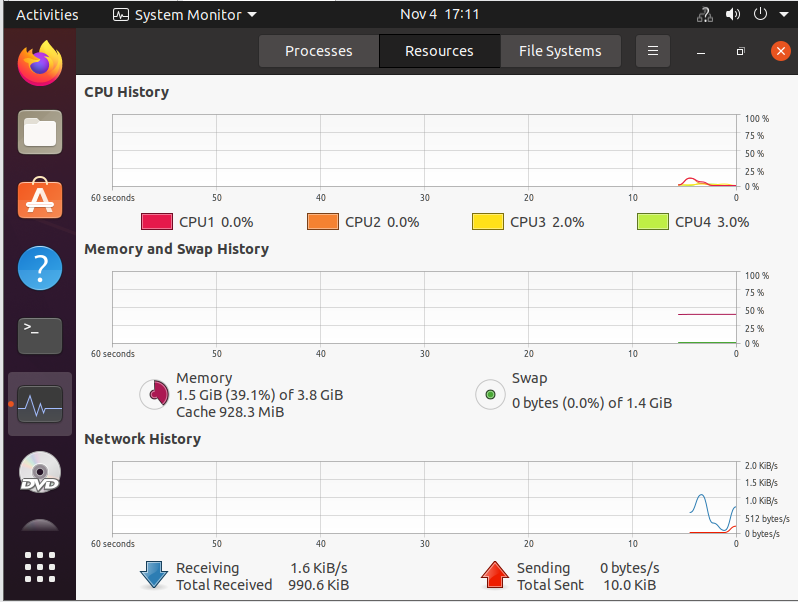 Activities System Monitor Nov 4 17:11
Processes Resources File Systems
CPU History
100 %
75 %
50 %
25 %
0 %
60 seconds 50 40 30 20 10 0
CPU1 0.0% CPU2 0.0% CPU3 2.0% CPU4 3.0%
Memory and Swap History
100 %
75 %
50 %
25 %
0 %
60 seconds 50 40 30 20 10 0
Memory
1.5 GiB (39.1%) of 3.8 GiB
Cache 928.3 MiB
Swap
0 bytes (0.0%) of 1.4 GiB
Network History
2.0 KiB/s
1.5 KiB/s
1.0 KiB/s
512 bytes/s
0 bytes/s
60 seconds 50 40 30 20 10 0
Receiving 1.6 KiB/s
Total Received 990.6 KiB
Sending 0 bytes/s
Total Sent 10.0 KiB
A
?
>_
DVD